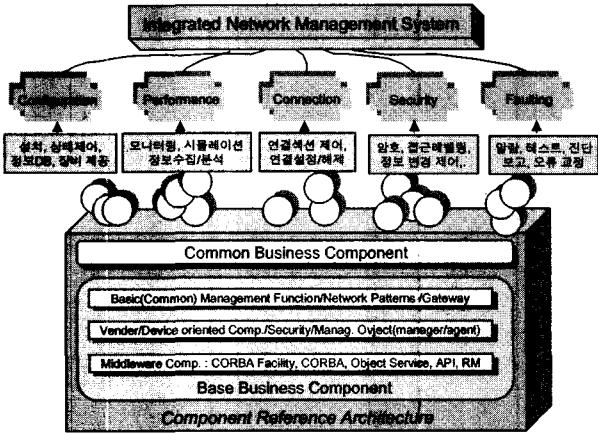 Integrated Network Management System
Configuration
Performance
Connection
Security
Faulting
설치, 상태제어,
정보DB, 장비 제공
모니터링, 시뮬레이션
정보수집/분석
연결섹션 제어,
연결설정/해제
암호, 접근레벨링,
정보 변경 제어,.
알람, 테스트, 진단
보고, 오류 교정
Common Business Component
Basic(Common) Management Function/Network Patterns /Gateway
Vender/Device oriented Comp./Security/Manag. Ovject(manager/agent)
Middleware Comp. : CORBA Facility, CORBA, Object Service, API, RM
Base Business Component
Component Reference Architecture